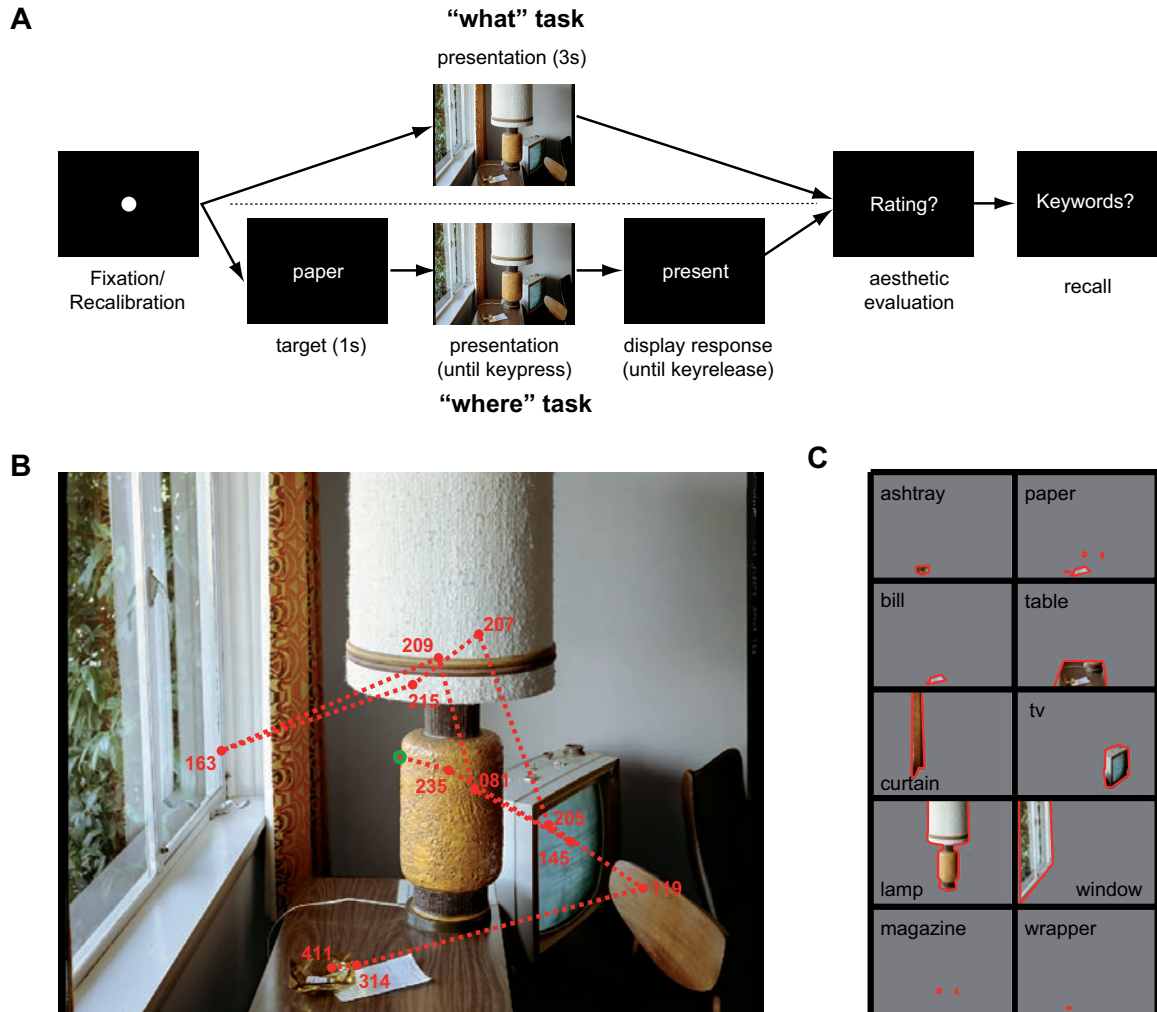 A
“what” task
presentation (3s)
Fixation/
Recalibration
paper
target (1s)
presentation
(until keypress)
“where” task
present
display response
(until keyrelease)
Rating?
aesthetic
evaluation
Keywords?
recall
B
207
209
215
163
235
081
205
145
119
411
314
C
ashtray
paper
bill
table
curtain
tv
lamp
window
magazine
wrapper